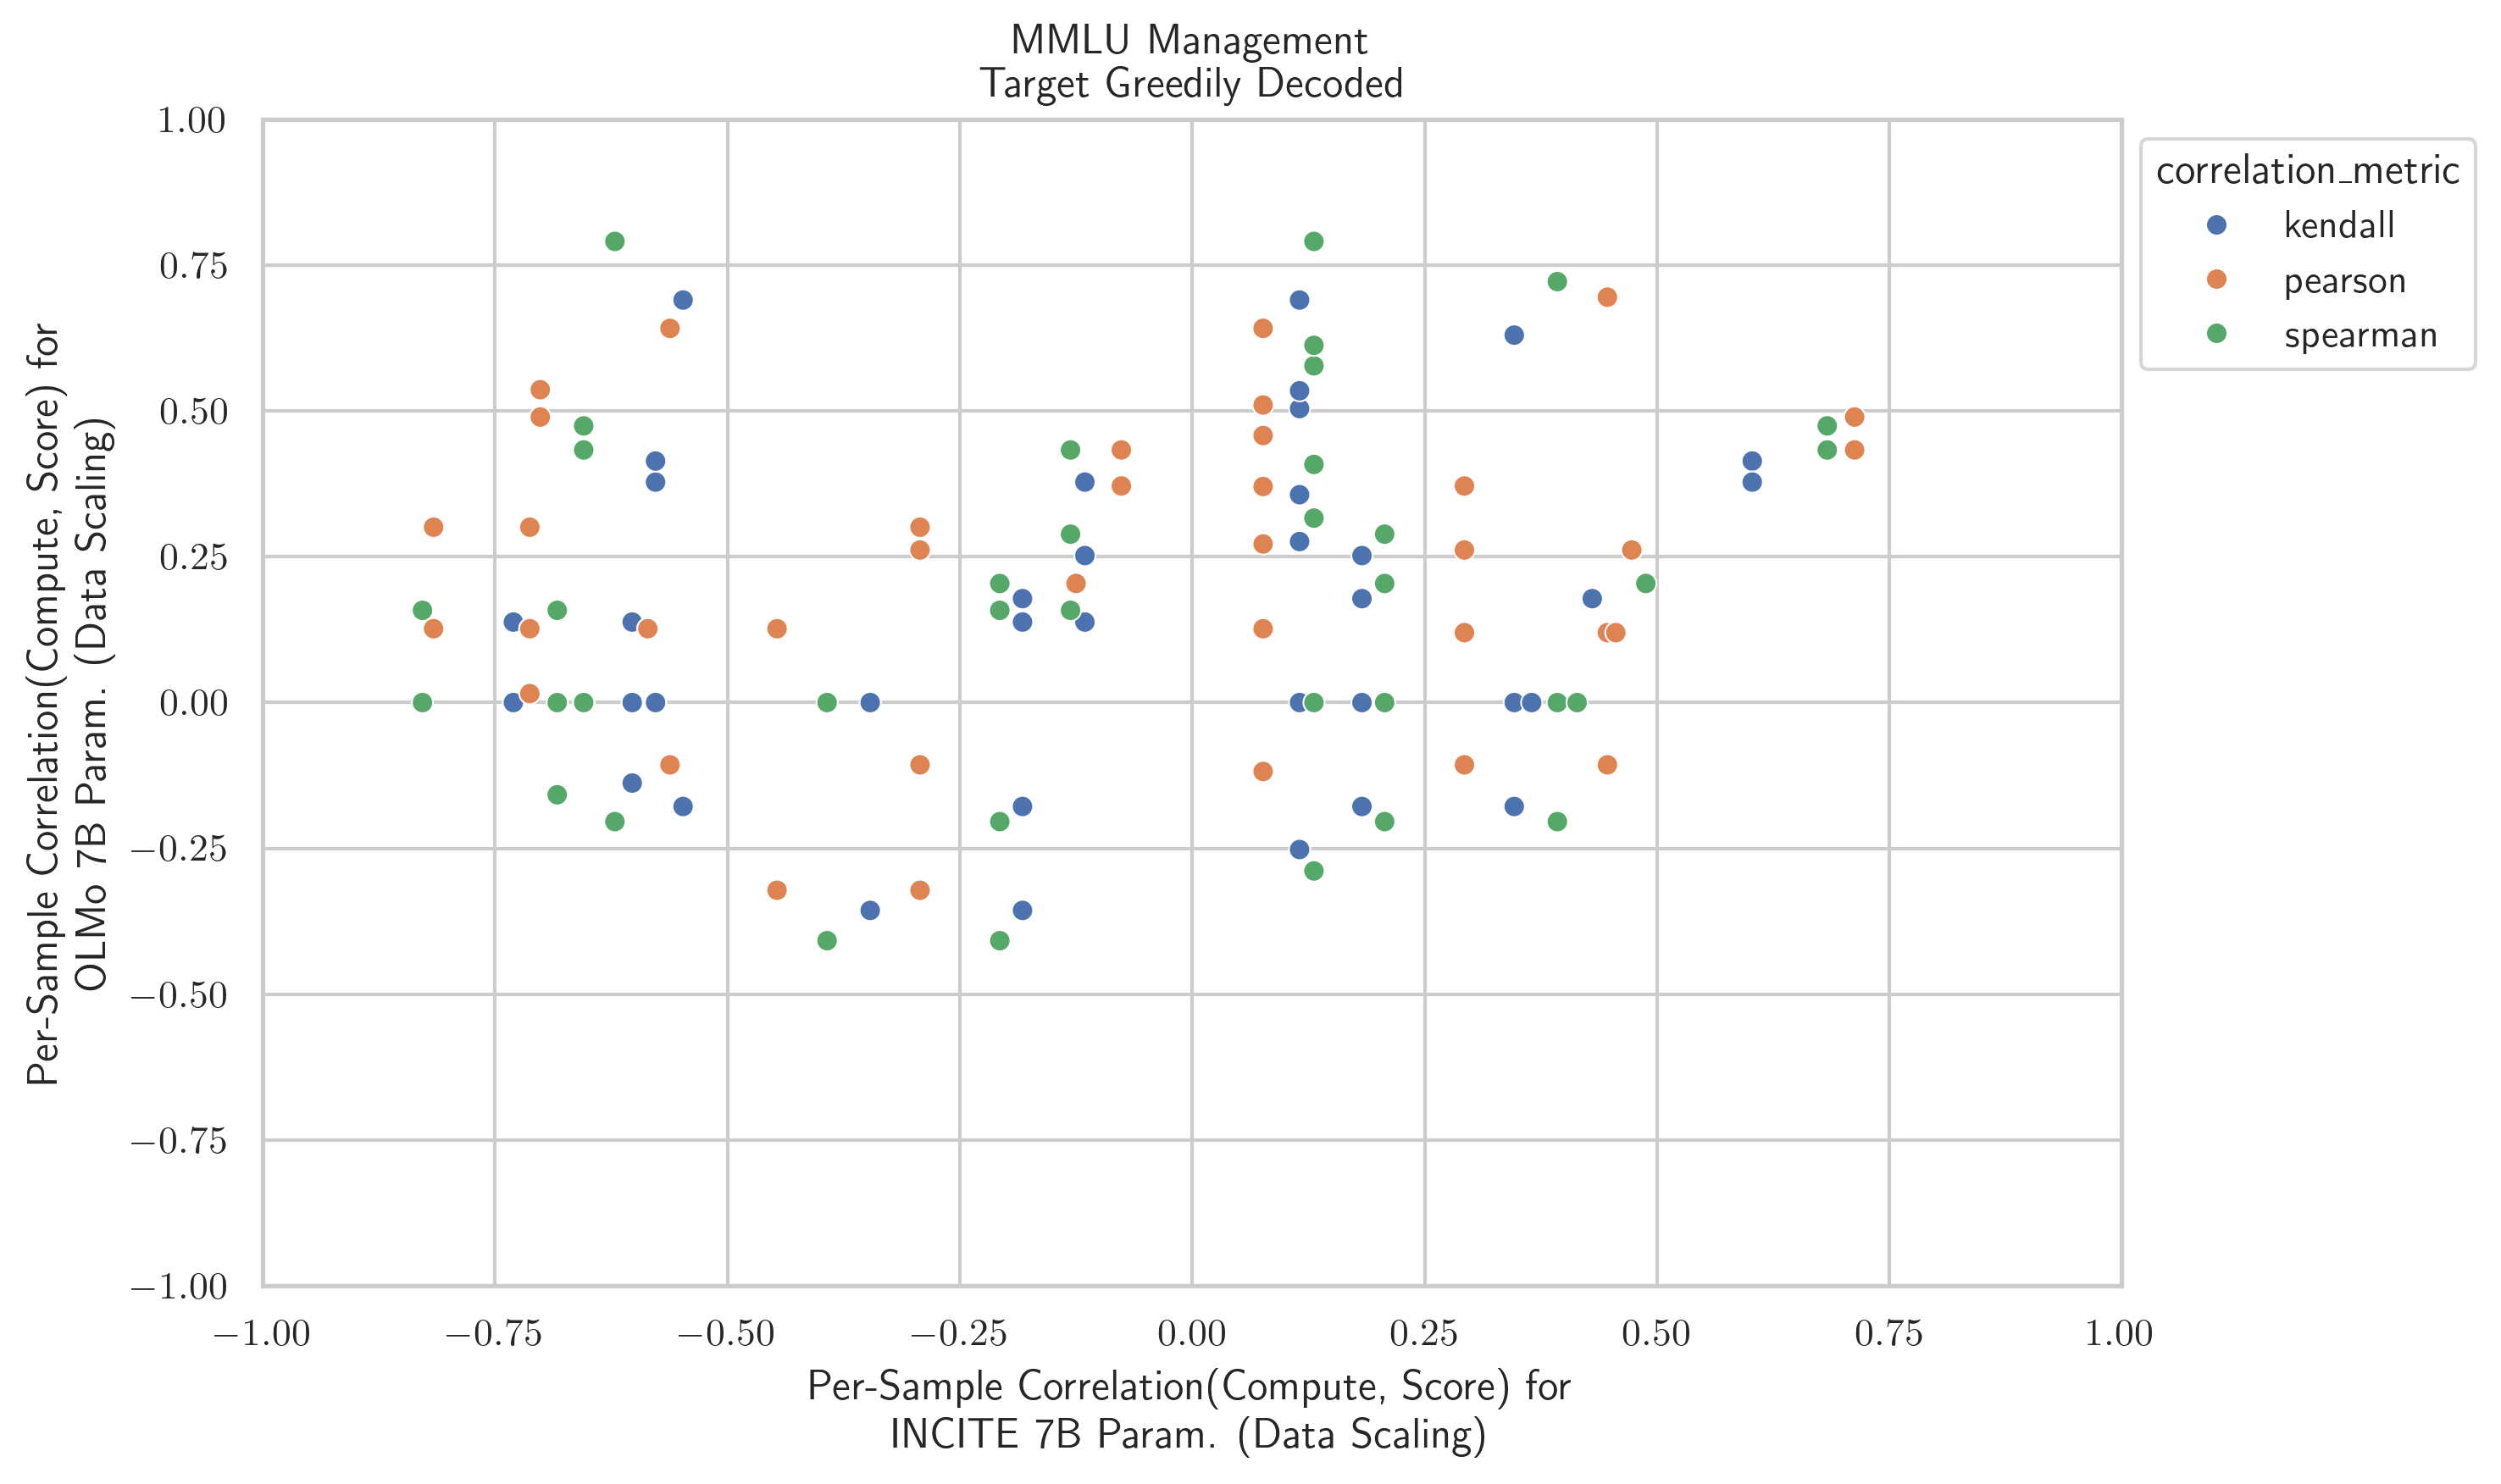 MMLU Management
Target Greedily Decoded
1.00
0.75
0.50
0.25
0.00
−0.25
−0.50
−0.75
−1.00
Per-Sample Correlation(Compute, Score) for
OLMo 7B Param. (Data Scaling)
−1.00 −0.75 −0.50 −0.25 0.00 0.25 0.50 0.75 1.00
Per-Sample Correlation(Compute, Score) for
INCITE 7B Param. (Data Scaling)
correlation_metric
kendall
pearson
spearman